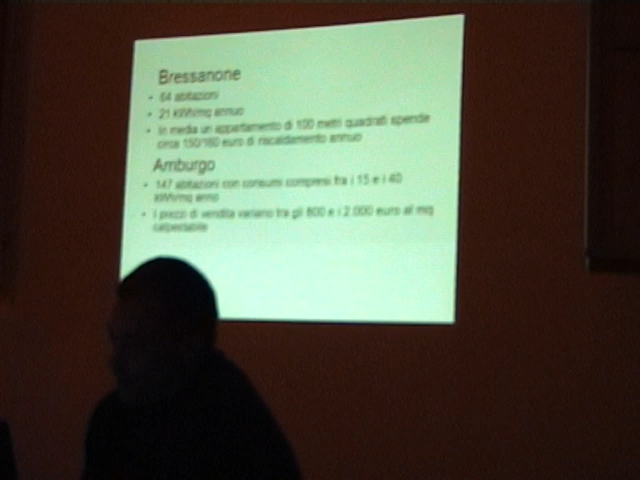 Bressanone
• 64 abitazioni
• 21 kWh/mq annuo
• In media un appartamento di 100 metri quadrati spende
circa 150/160 euro di riscaldamento annuo
Amburgo
• 147 abitazioni con consumi compresi fra i 15 e i 40
kWh/mq anno
• I prezzi di vendita variano tra gli 800 e i 2.000 euro al mq
calpestabile